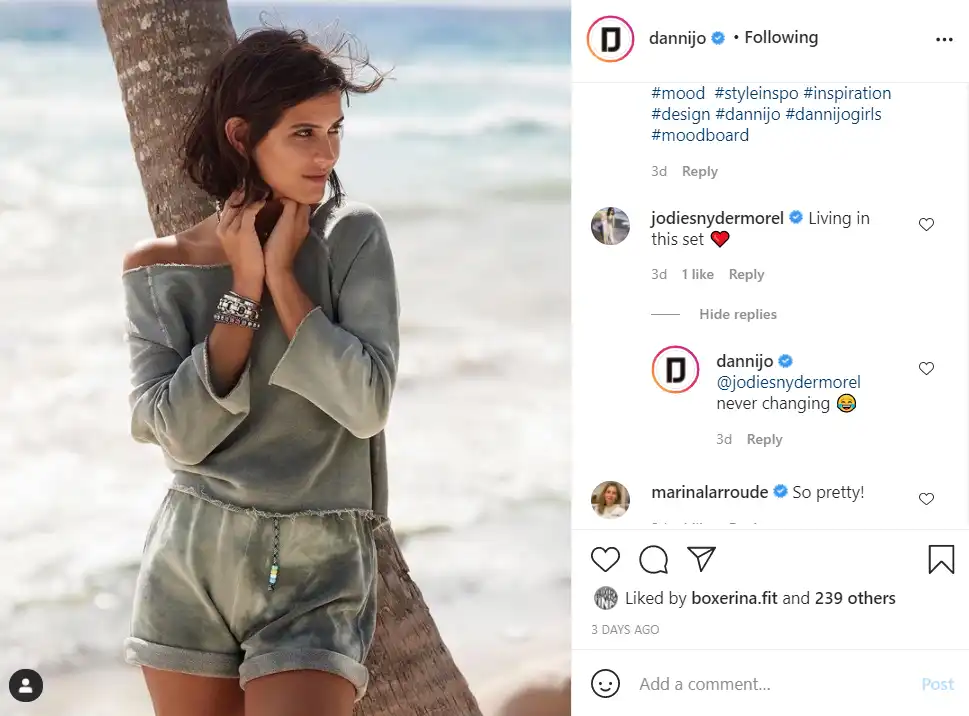 dannijo • Following
#mood #styleinspo #inspiration
#design #dannijo #dannijogirls
#moodboard
3d Reply
jodiesnydermorel Living in
this set ❤️
3d 1 like Reply
Hide replies
dannijo
@jodiesnydermorel
never changing 😂
3d Reply
marinalarroude So pretty!
Liked by boxerina.fit and 239 others
3 DAYS AGO
Add a comment... Post